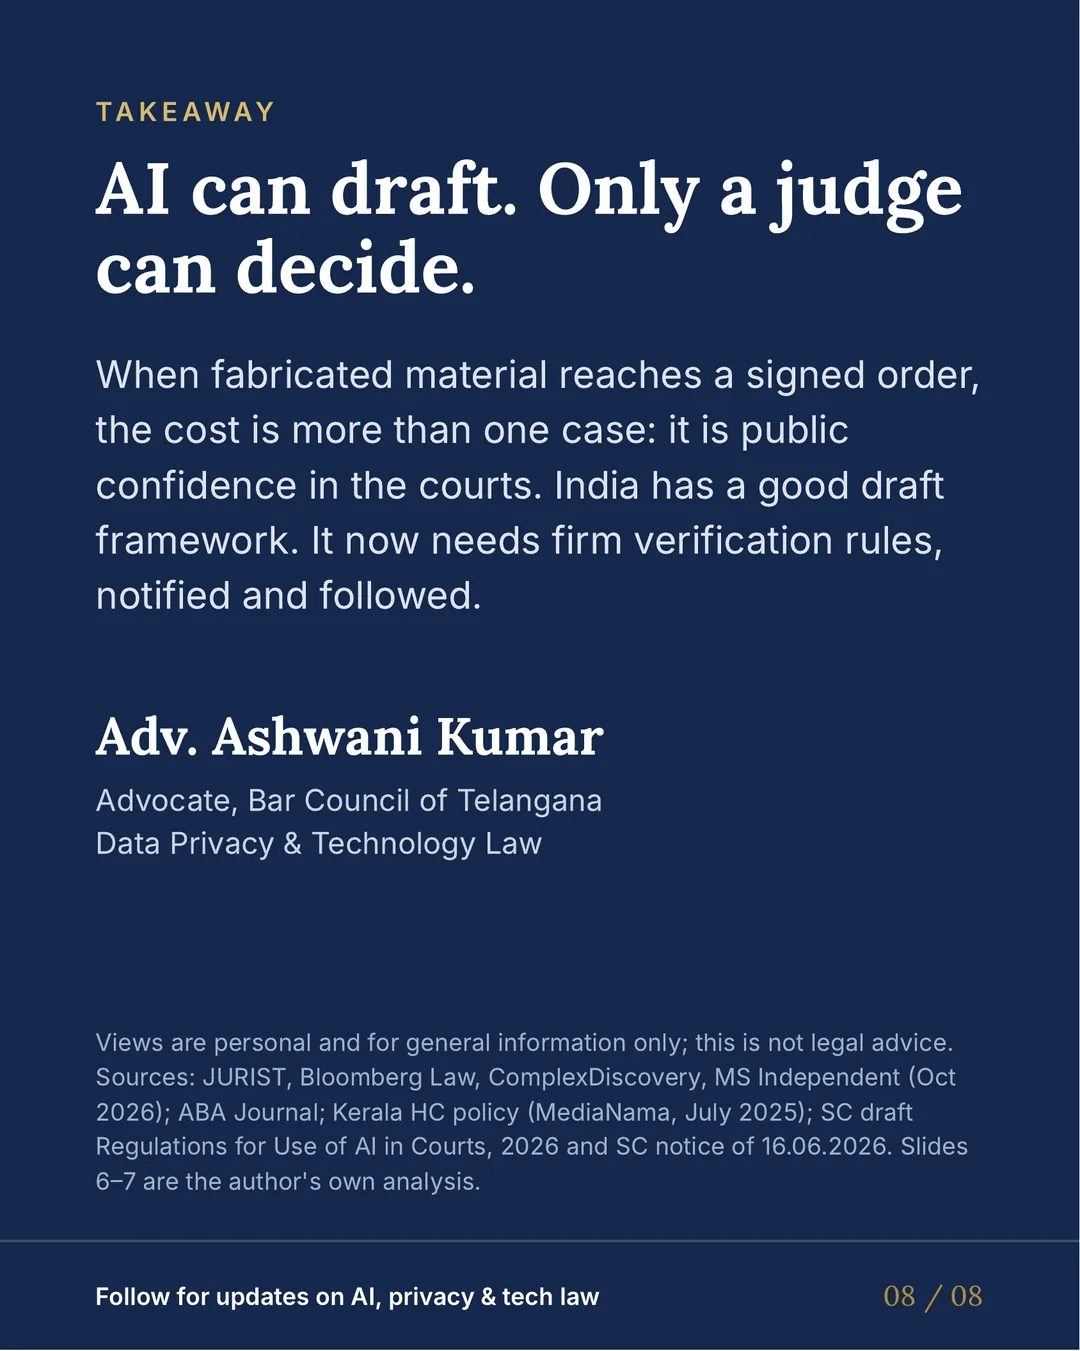 TAKEAWAY
AI can draft. Only a judge
can decide.
When fabricated material reaches a signed order,
the cost is more than one case: it is public
confidence in the courts. India has a good draft
framework. It now needs firm verification rules,
notified and followed.
Adv. Ashwani Kumar
Advocate, Bar Council of Telangana
Data Privacy & Technology Law
Views are personal and for general information only; this is not legal advice.
Sources: JURIST, Bloomberg Law, ComplexDiscovery, MS Independent (Oct
2026); ABA Journal; Kerala HC policy (MediaNama, July 2025); SC draft
Regulations for Use of AI in Courts, 2026 and SC notice of 16.06.2026. Slides
6–7 are the author's own analysis.
Follow for updates on AI, privacy & tech law
08 / 08